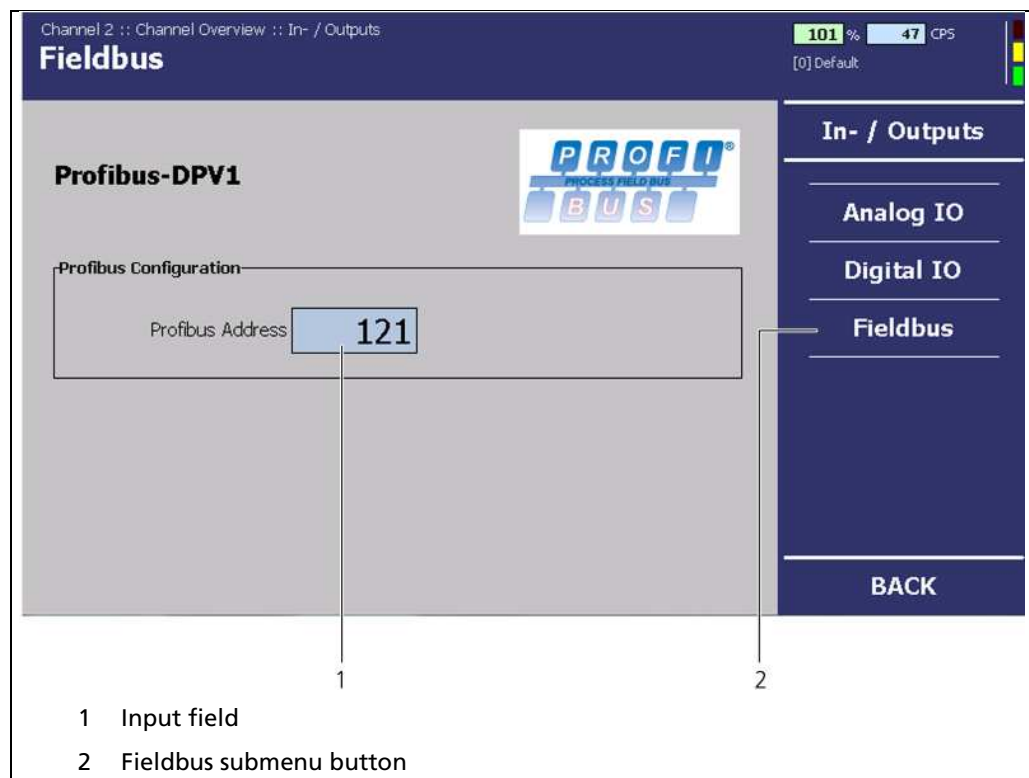 Channel 2 :: Channel Overview :: In- / Outputs
Fieldbus
101 % 47 CPS
[0] Default
In- / Outputs
Analog IO
Digital IO
Fieldbus
BACK
Profibus-DPV1
PROFI®
PROCESS FIELD BUS
BUS
Profibus Configuration
Profibus Address 121
1
2
1 Input field
2 Fieldbus submenu button